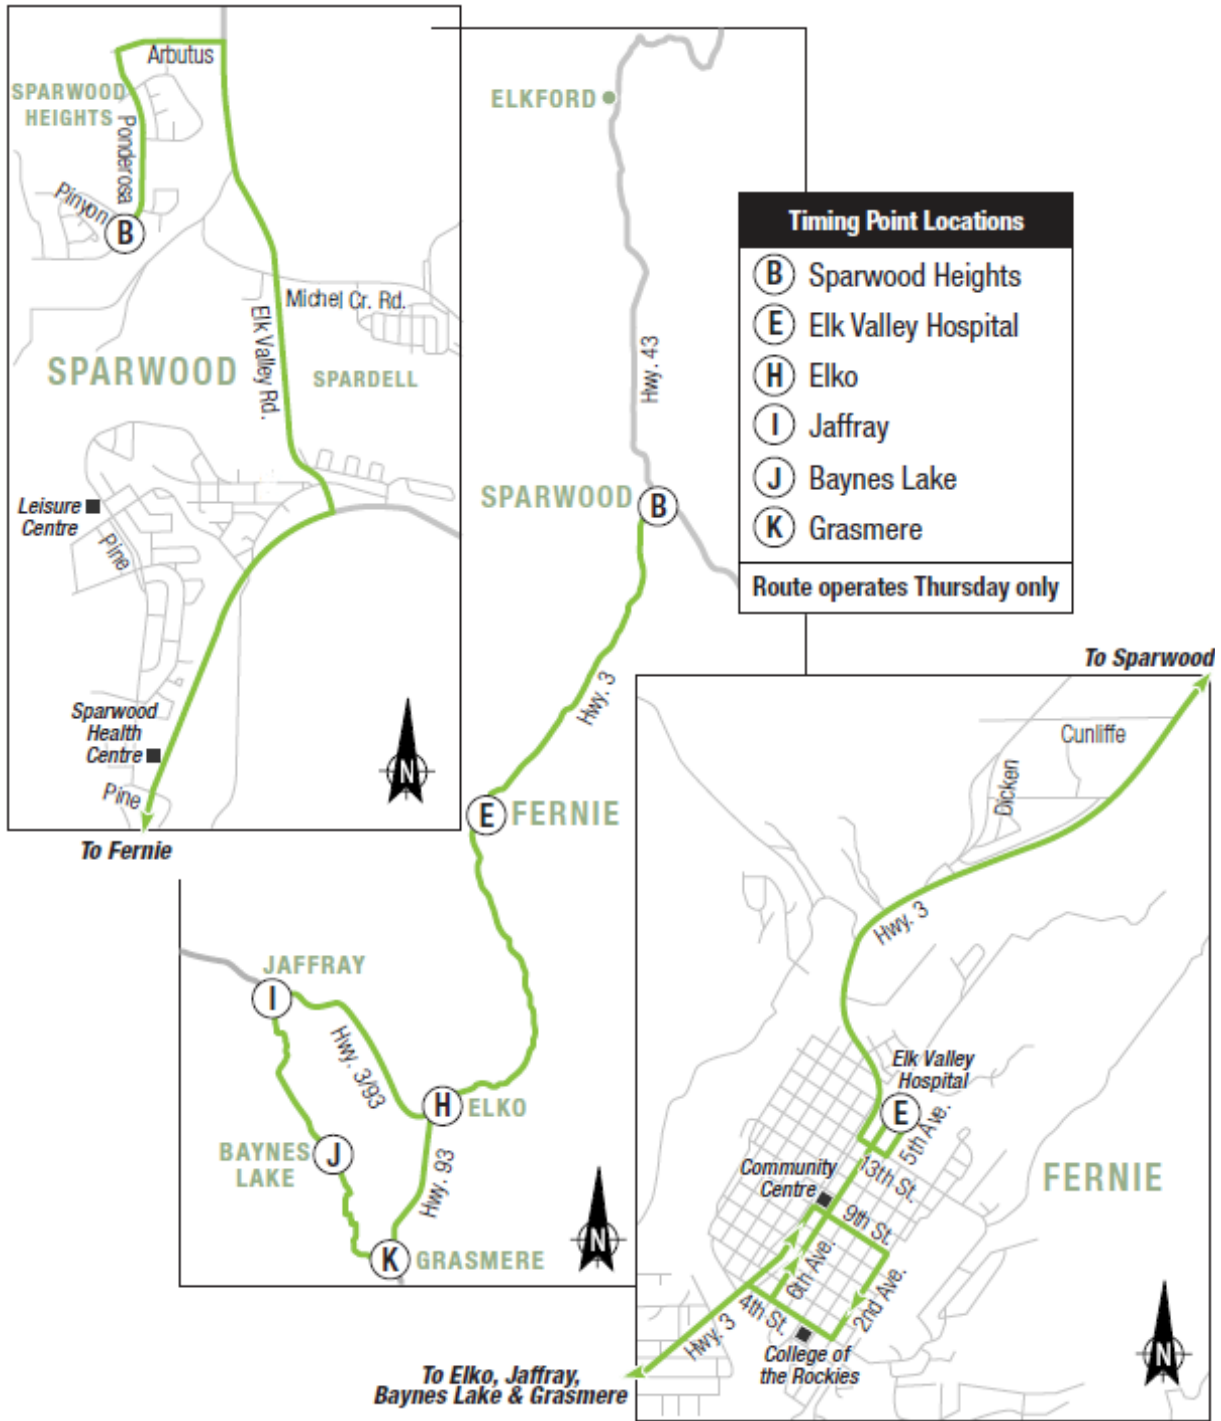 Arbutus
SPARWOOD
HEIGHTS
Ponderosa
Pinyon
B
Michel Cr. Rd.
Elk Valley Rd.
SPARWOOD
SPARDELL
Leisure
Centre
Pine
Sparwood
Health
Centre
Pine
N
To Fernie
ELKFORD
Hwy. 43
SPARWOOD
B
Hwy. 3
E
FERNIE
JAFFRAY
I
Hwy. 3/93
H
ELKO
BAYNES
LAKE
J
Hwy. 93
K
GRASMERE
N
Timing Point Locations
B Sparwood Heights
E Elk Valley Hospital
H Elko
I Jaffray
J Baynes Lake
K Grasmere
Route operates Thursday only
To Sparwood
Cunliffe
Dicken
Hwy. 3
Elk Valley
Hospital
E
5th Ave.
13th St.
Community
Centre
9th St.
FERNIE
6th Ave.
2nd Ave.
4th St.
Hwy. 3
College of
the Rockies
N
To Elko, Jaffray,
Baynes Lake & Grasmere